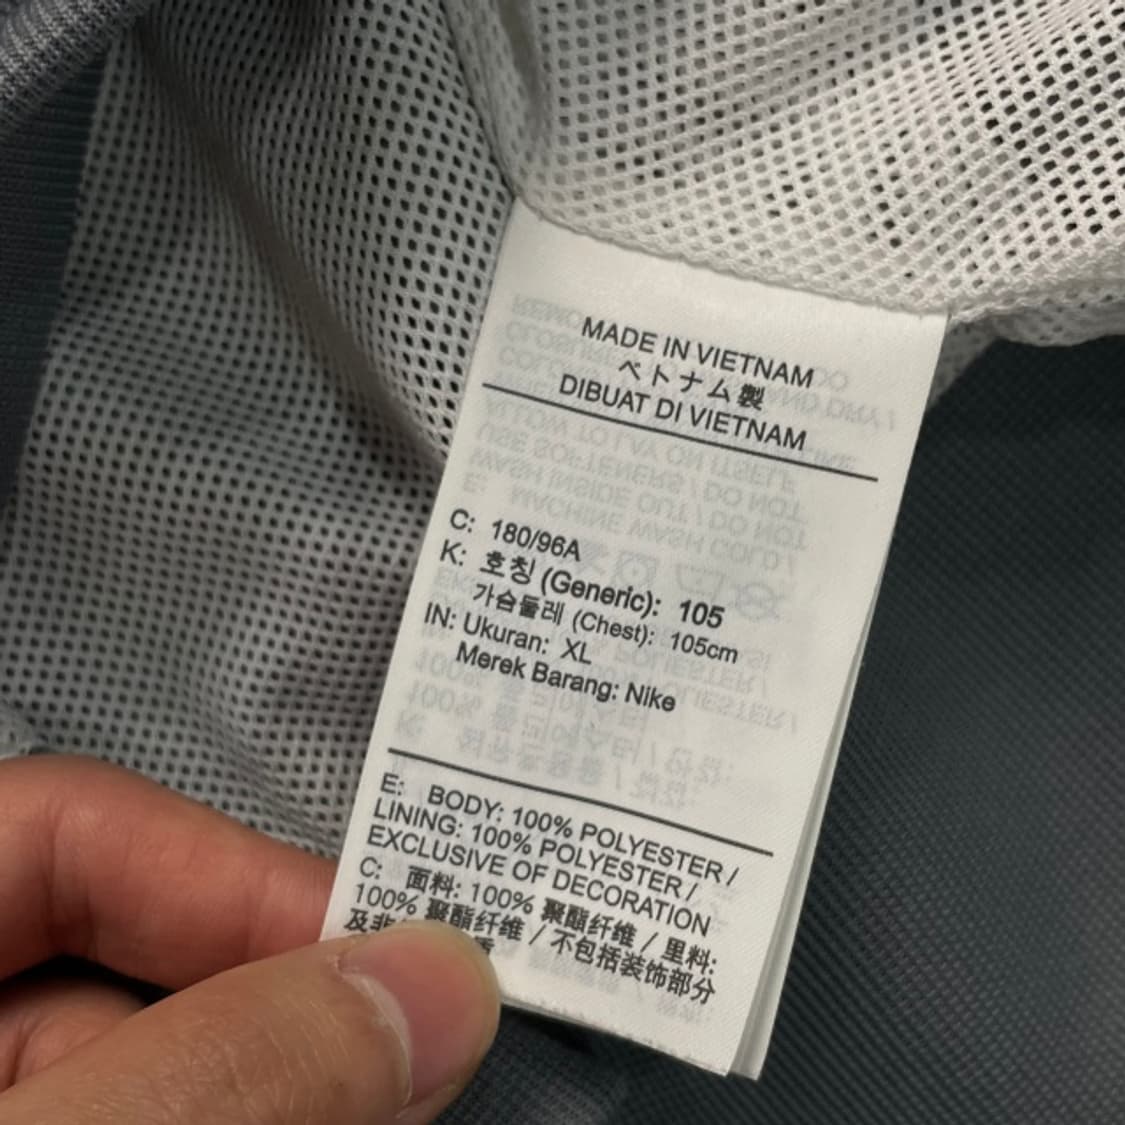 MADE IN VIETNAM
ベトナム製
DIBUAT DI VIETNAM
C: 180/96A
K: 호칭 (Generic): 105
가슴둘레 (Chest): 105cm
IN: Ukuran: XL
Merek Barang: Nike
E: BODY: 100% POLYESTER /
LINING: 100% POLYESTER /
EXCLUSIVE OF DECORATION
C: 面料: 100% 聚酯纤维 / 里料:
100% 聚酯纤维 / 不包括装饰部分